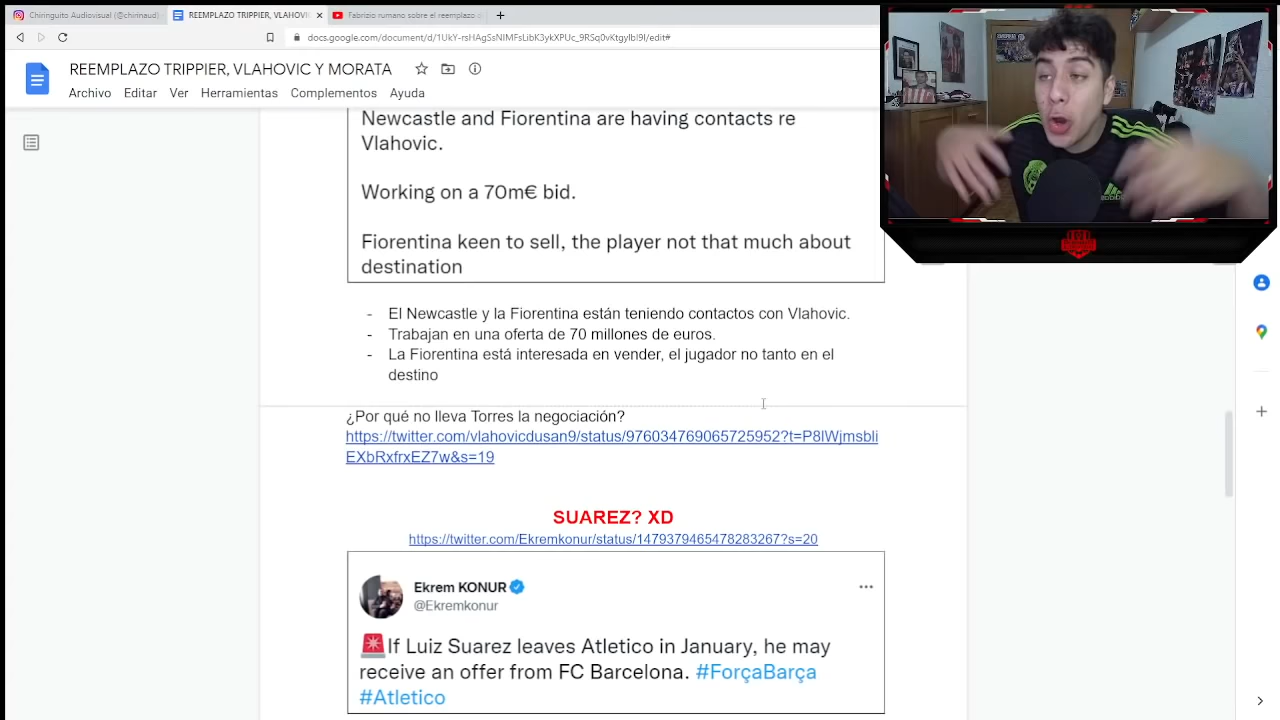 Chiringuito Audiovisual (@chirinaud)
REEMPLAZO TRIPPIER, VLAHOVIC
Fabrizio rumano sobre el reemplazo d
docs.google.com/document/d/1UkY-rsHAgSsNIMFsLibK3ykXPUc_9RSq0vKtgylbl9I/edit#
REEMPLAZO TRIPPIER, VLAHOVIC Y MORATA
Archivo Editar Ver Herramientas Complementos Ayuda
Newcastle and Fiorentina are having contacts re
Vlahovic.
Working on a 70m€ bid.
Fiorentina keen to sell, the player not that much about
destination
- El Newcastle y la Fiorentina están teniendo contactos con Vlahovic.
- Trabajan en una oferta de 70 millones de euros.
- La Fiorentina está interesada en vender, el jugador no tanto en el
destino
¿Por qué no lleva Torres la negociación?
https://twitter.com/vlahovicdusan9/status/976034769065725952?t=P8lWjmsbli
EXbRxfrxEZ7w&s=19
SUAREZ? XD
https://twitter.com/Ekremkonur/status/1479379465478283267?s=20
Ekrem KONUR
@Ekremkonur
🚨If Luiz Suarez leaves Atletico in January, he may
receive an offer from FC Barcelona. #ForçaBarça
#Atletico